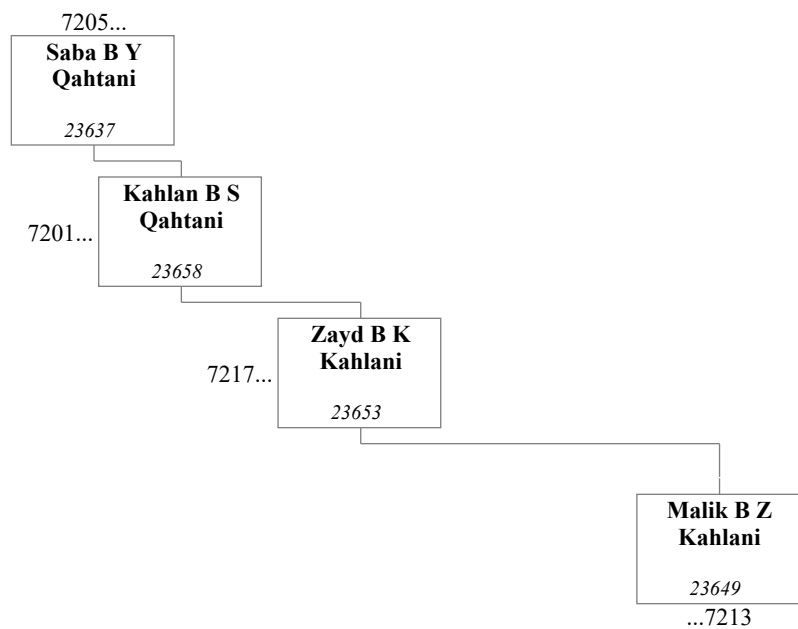 7205...
Saba B Y
Qahtani
23637
Kahlan B S
Qahtani
7201...
23658
Zayd B K
Kahlani
7217...
23653
Malik B Z
Kahlani
23649
...7213